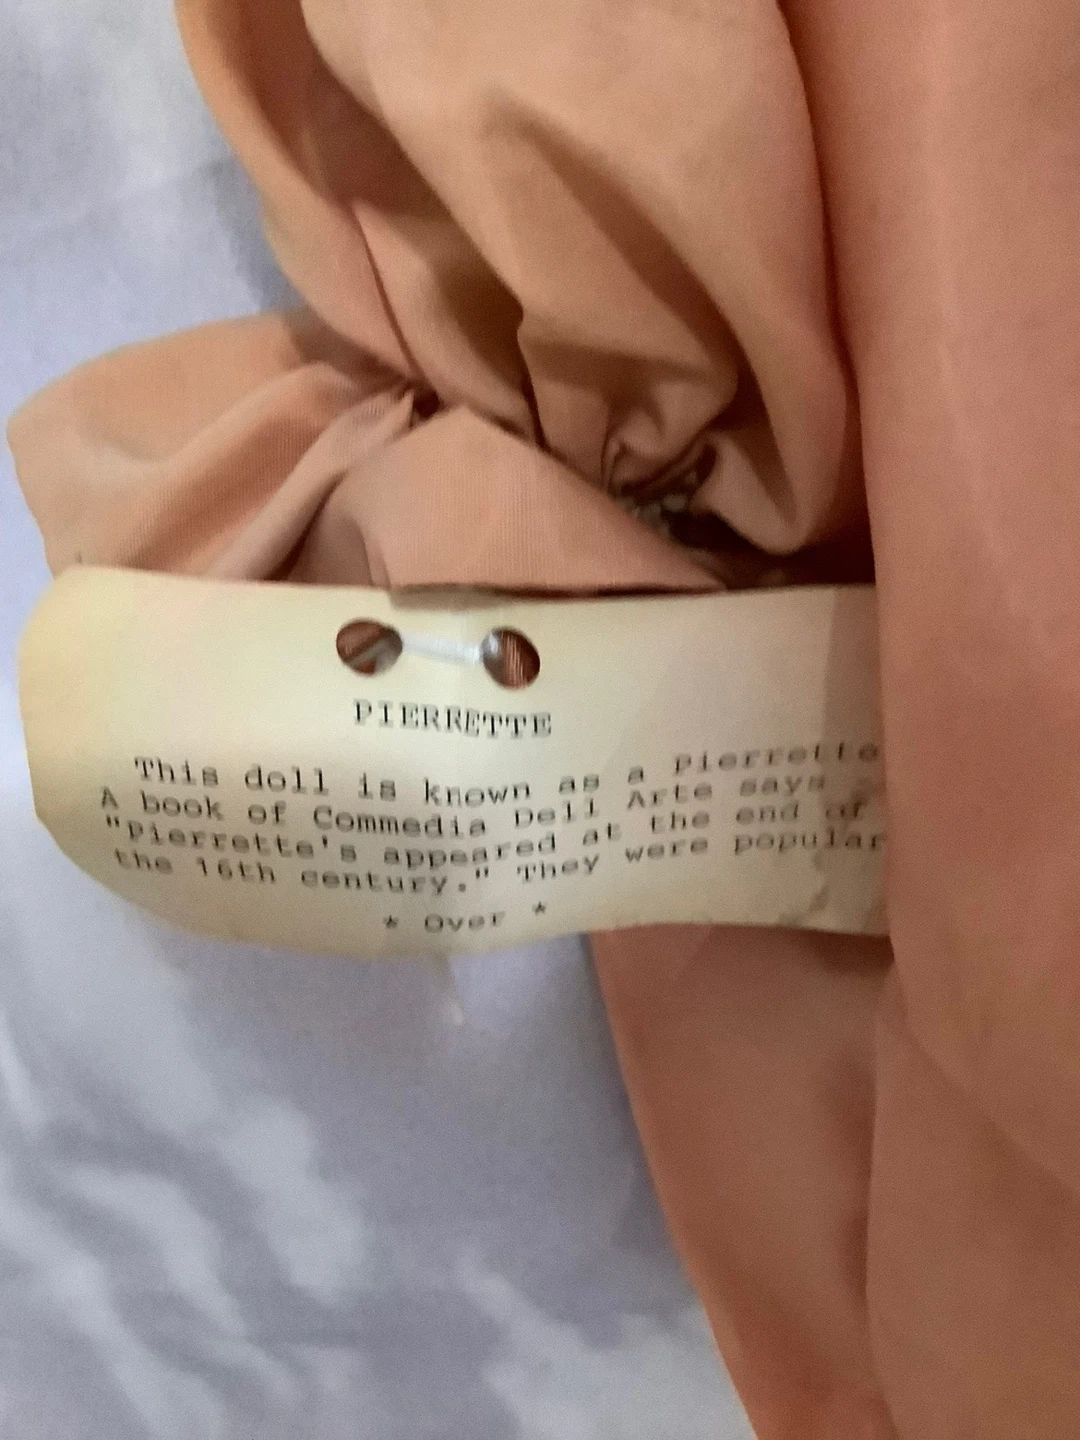 PIERRETTE
This doll is known as a Pierrette
A book of Commedia Dell Arte says -
"Pierrette's appeared at the end of
the 16th century." They were popular
* Over *